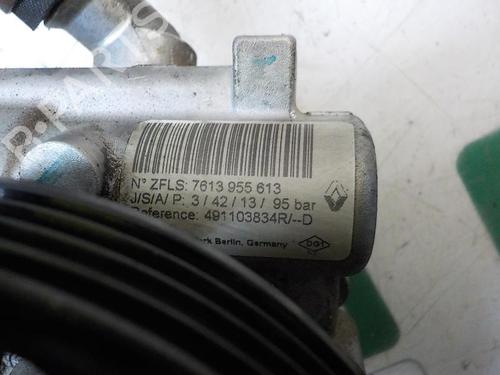 N° ZFLS: 7613 955 613
J/S/A/ P: 3 / 42 / 13 / 95 bar
Reference: 491103834R/--D
Berlin, Germany